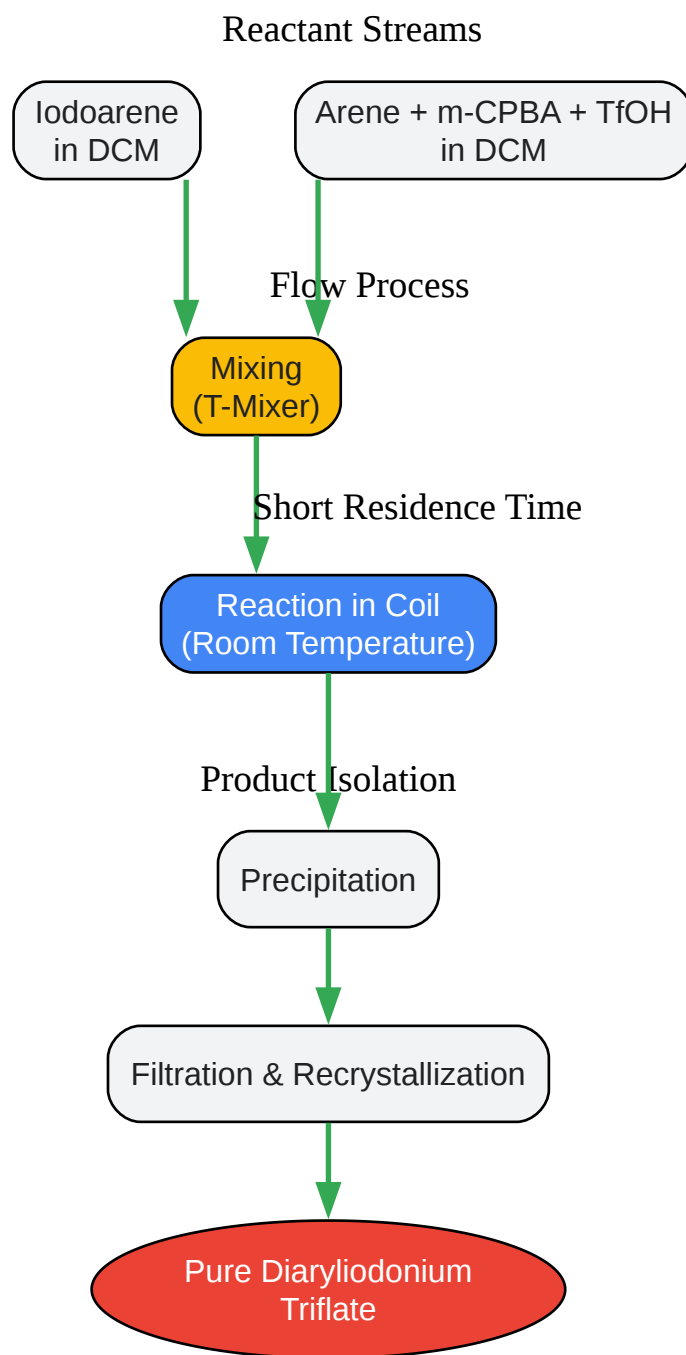 Reactant Streams
Iodoarene
in DCM
Arene + m-CPBA + TfOH
in DCM
Flow Process
Mixing
(T-Mixer)
Short Residence Time
Reaction in Coil
(Room Temperature)
Product Isolation
Precipitation
Filtration & Recrystallization
Pure Diaryliodonium
Triflate